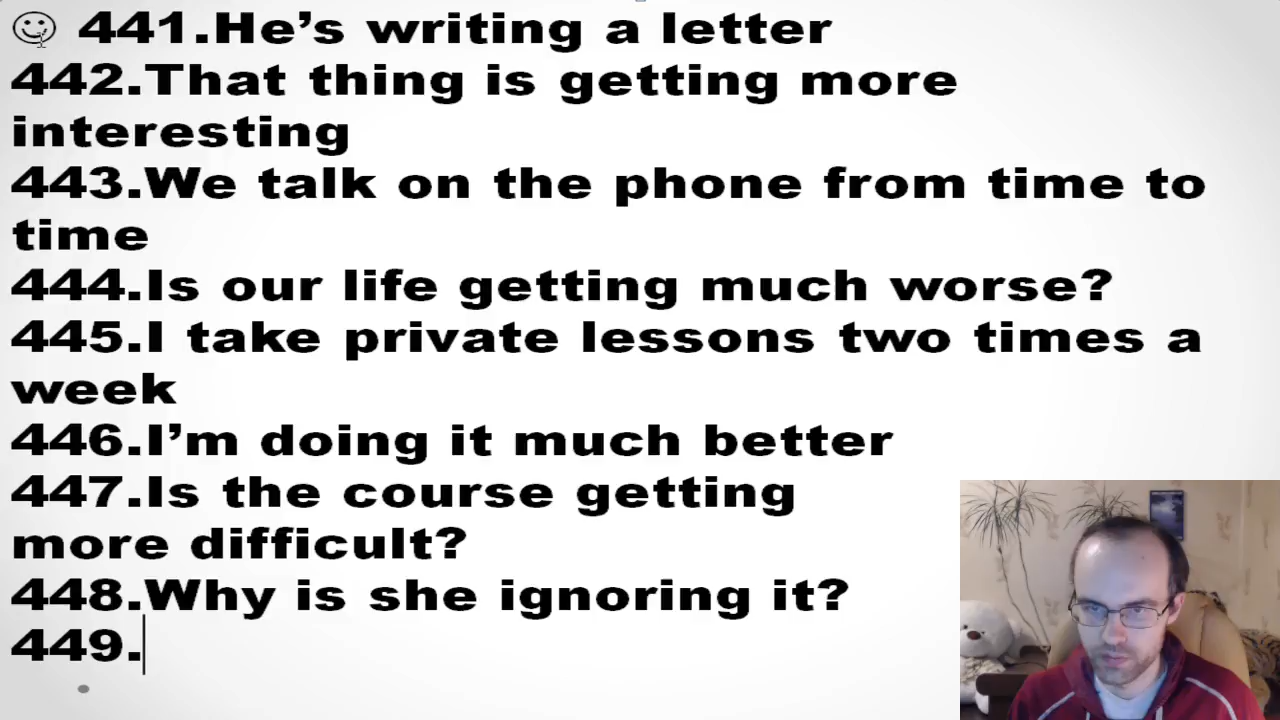 441.He’s writing a letter
442.That thing is getting more
interesting
443.We talk on the phone from time to
time
444.Is our life getting much worse?
445.I take private lessons two times a
week
446.I’m doing it much better
447.Is the course getting
more difficult?
448.Why is she ignoring it?
449.